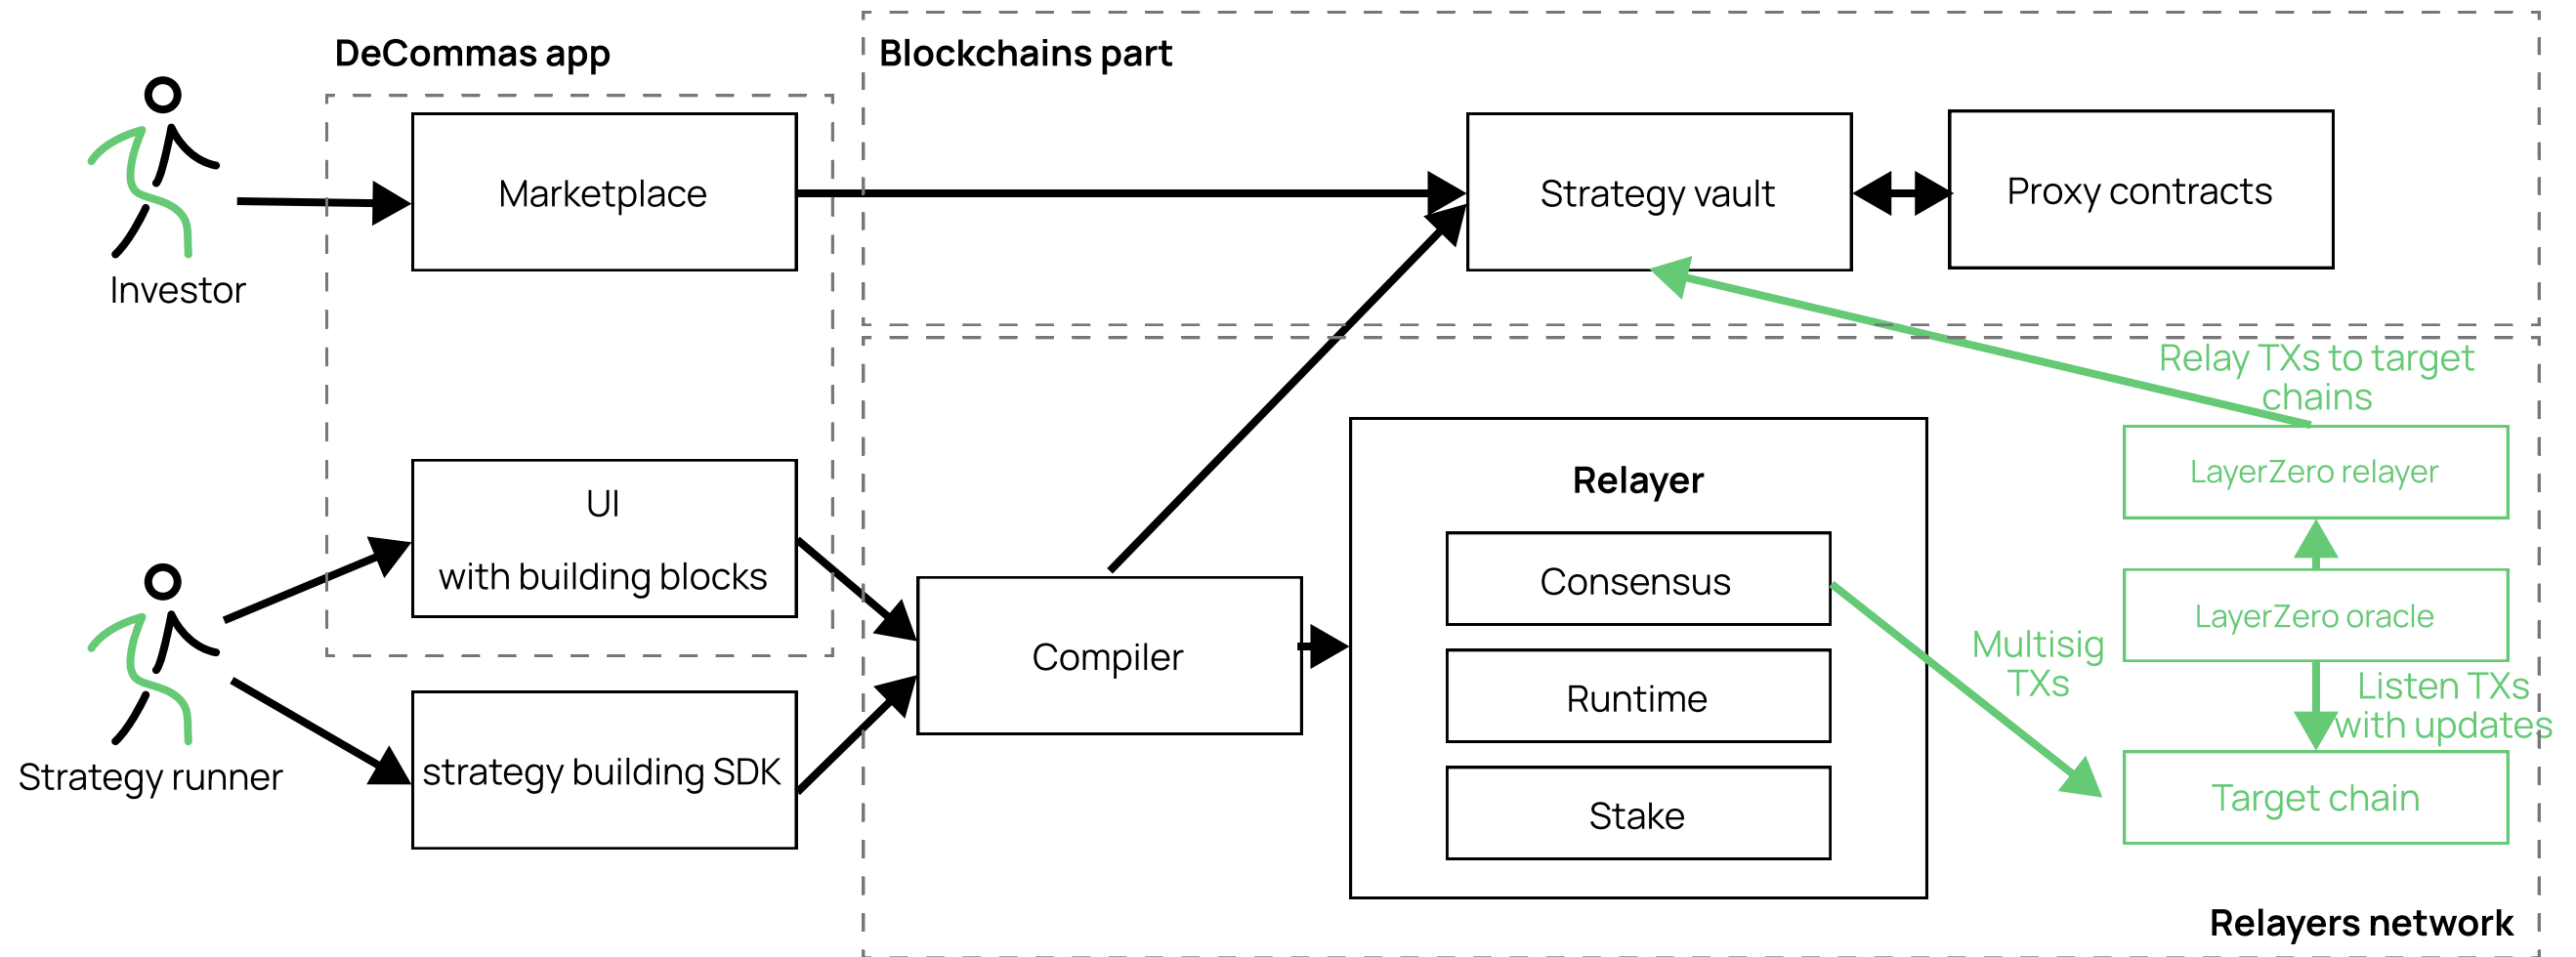 DeCommas app
Blockchains part
Marketplace
Strategy vault
Proxy contracts
Investor
Relay TXs to target
chains
UI
with building blocks
Relayer
LayerZero relayer
Consensus
LayerZero oracle
Compiler
Multisig
TXs
Listen TXs
with updates
Runtime
Strategy runner
strategy building SDK
Target chain
Stake
Relayers network